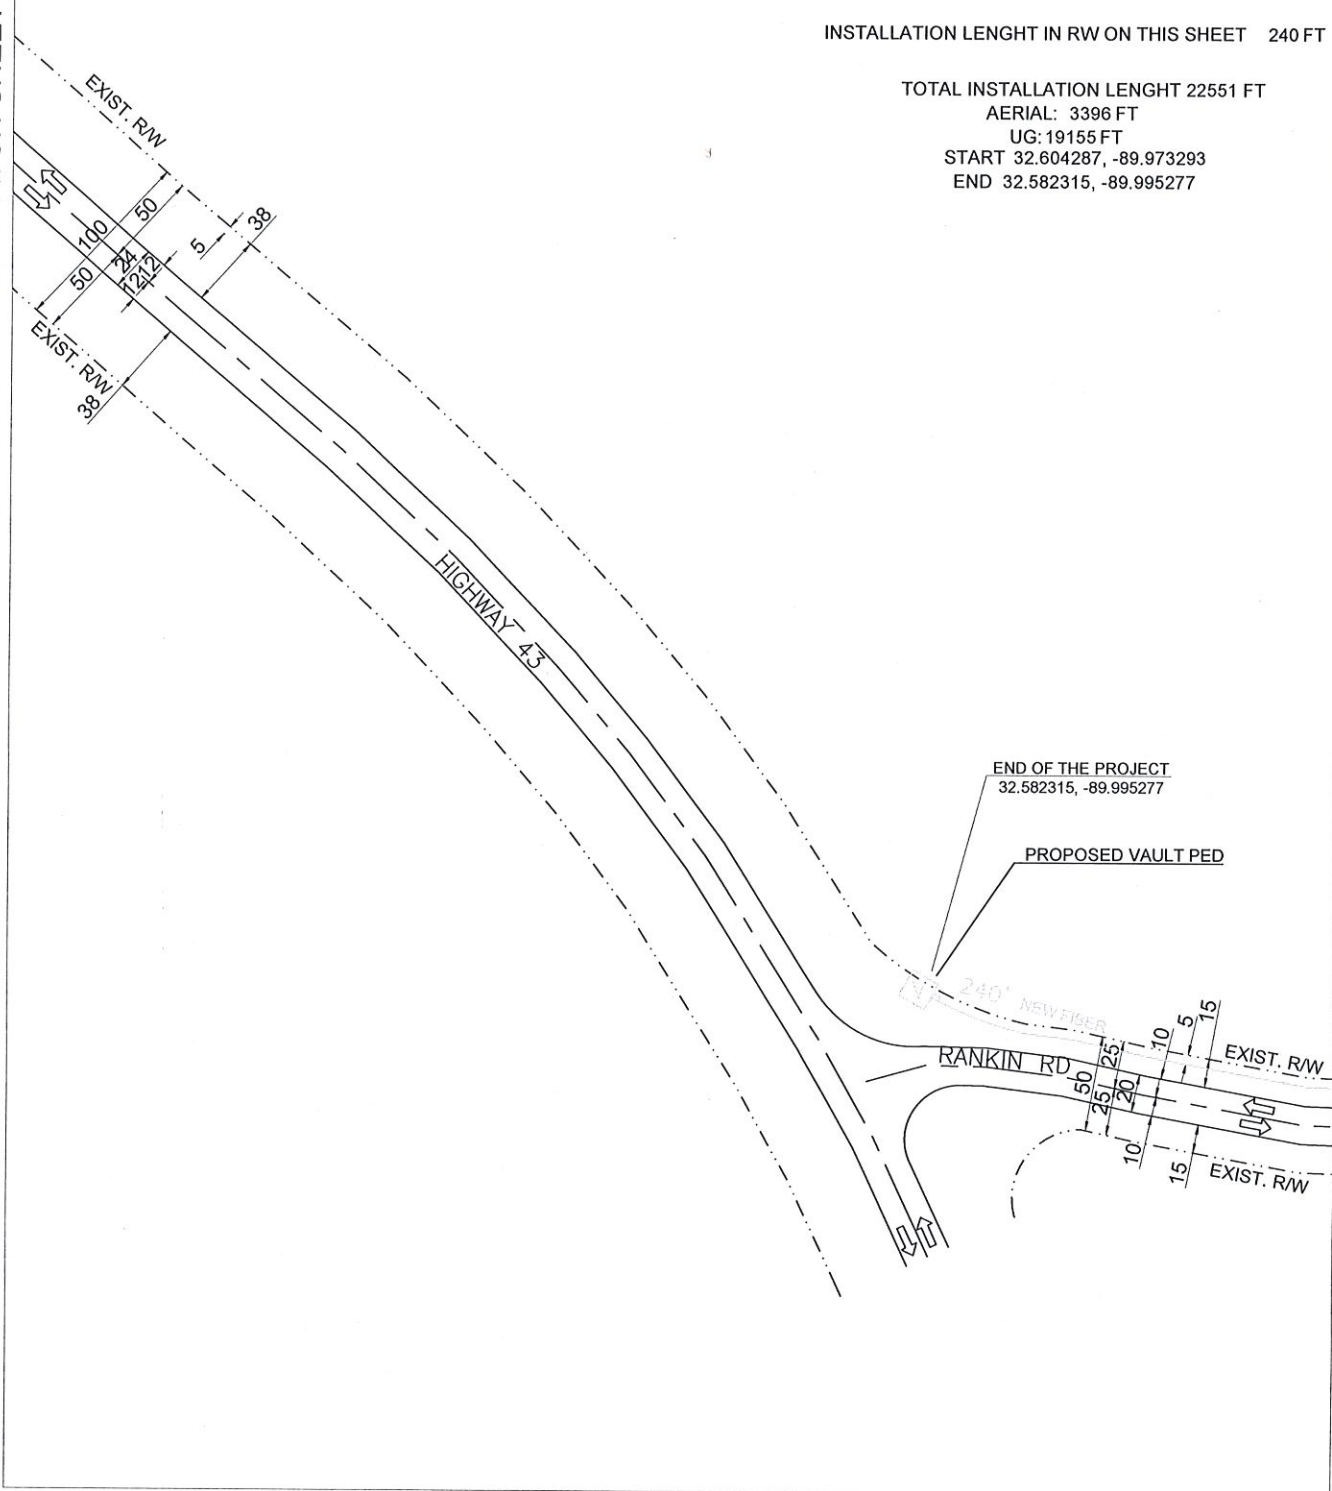 INSTALLATION LENGHT IN RW ON THIS SHEET 240 FT
TOTAL INSTALLATION LENGHT 22551 FT
AERIAL: 3396 FT
UG: 19155 FT
START 32.604287, -89.973293
END 32.582315, -89.995277
EXIST. R/W
50
38
100
5
24
12
12
50
EXIST. R/W
38
HIGHWAY 43
END OF THE PROJECT
32.582315, -89.995277
PROPOSED VAULT PED
240' NEW FIBER
15
5
10
25
EXIST. R/W
RANKIN RD
50
20
25
10
15
EXIST. R/W